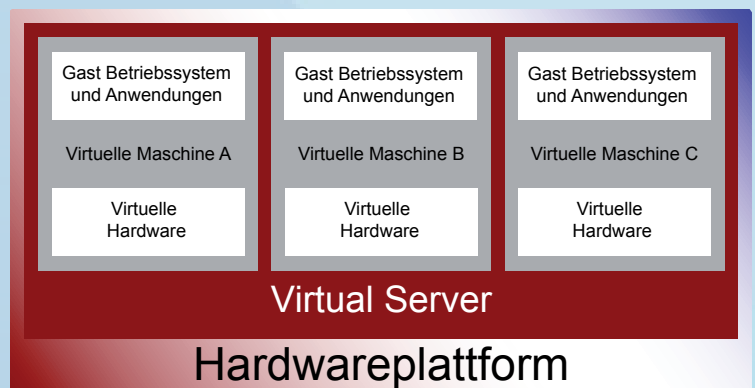 Gast Betriebssystem
und Anwendungen
Virtuelle Maschine A
Virtuelle
Hardware
Gast Betriebssystem
und Anwendungen
Virtuelle Maschine B
Virtuelle
Hardware
Gast Betriebssystem
und Anwendungen
Virtuelle Maschine C
Virtuelle
Hardware
Virtual Server
Hardwareplattform